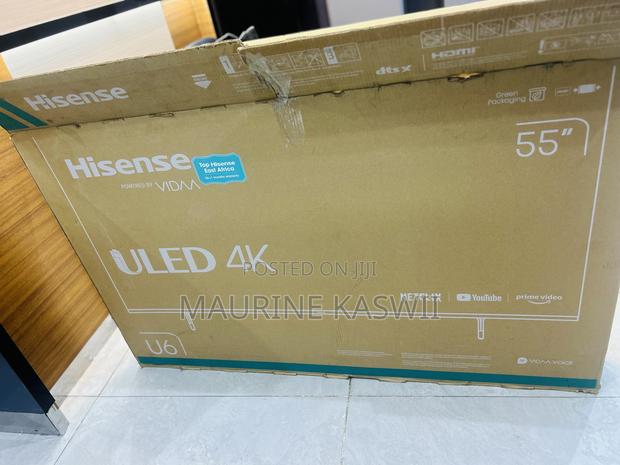 Hisense
dts X
HDMI
Green
Packaging
55"
Hisense
POWERED BY VIDAA
Top Hisense
East Africa
ULED 4K
POSTED ON JIJI
MAURINE KASWII
NETFLIX
YouTube
prime video
U6
VIDAA VOICE